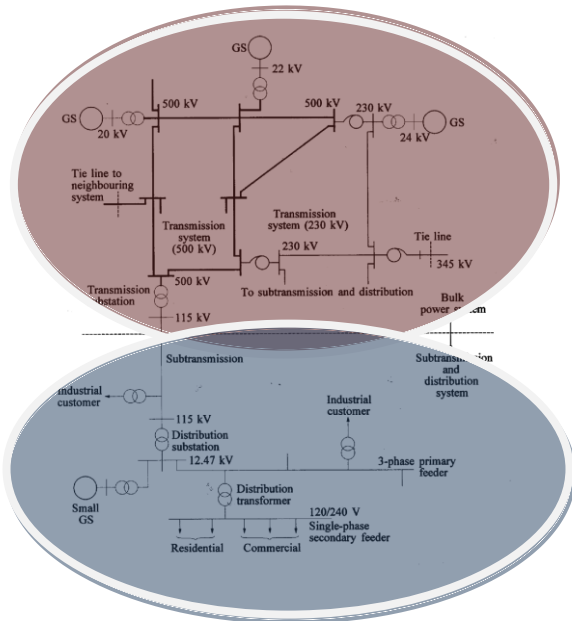 GS
22 kV
500 kV
500 kV
230 kV
GS
20 kV
24 kV
GS
Tie line to
neighbouring
system
Transmission
system
(500 kV)
Transmission
system (230 kV)
Tie line
230 kV
345 kV
500 kV
Transmission
substation
To subtransmission and distribution
115 kV
Bulk
power system
Subtransmission
Subtransmission
and
distribution
system
Industrial
customer
Industrial
customer
115 kV
Distribution
substation
12.47 kV
3-phase primary
feeder
Small
GS
Distribution
transformer
120/240 V
Single-phase
secondary feeder
Residential
Commercial